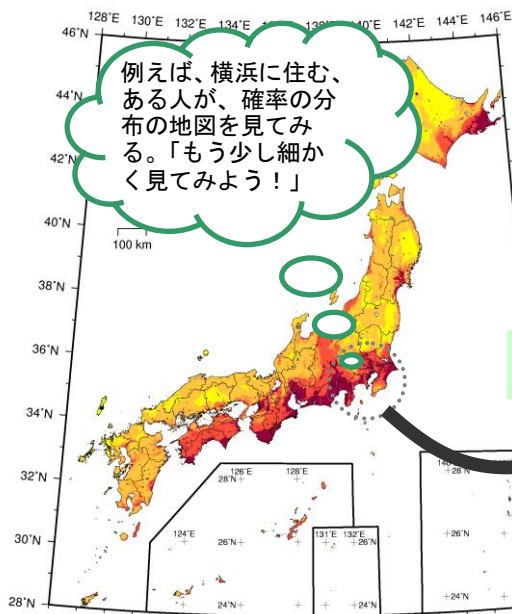 128˚E
130˚E
132˚E
134˚E
136˚E
142˚E
144˚E
146˚E
46˚N
例えば、横浜に住む、
ある人が、確率の分
布の地図を見てみ
る。「もう少し細か
く見てみよう！」
44˚N
42˚N
40˚N
100 km
38˚N
36˚N
34˚N
32˚N
30˚N
28˚N
126˚E
128˚E
28˚N
124˚E
26˚N
24˚N
131˚E
132˚E
28˚N
26˚N
24˚N